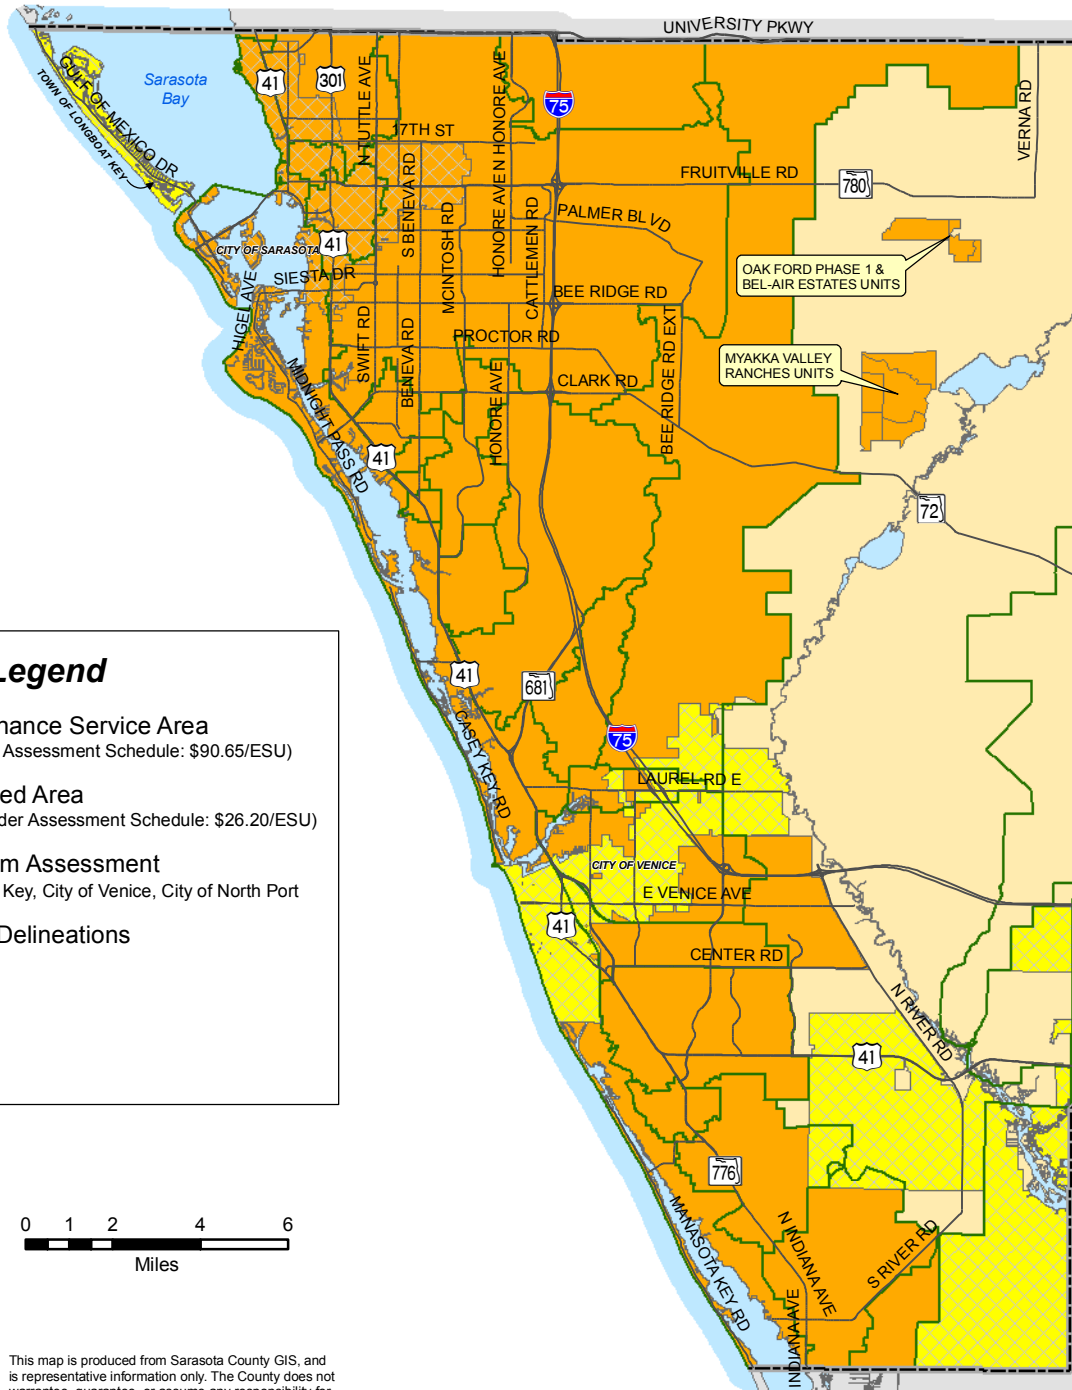 UNIVERSITY PKWY
Sarasota
Bay
GULF OF MEXICO DR
TOWN OF LONGBOAT KEY
41
301
N TUTTLE AVE
17TH ST
N HONORE AVE
75
VERNA RD
FRUITVILLE RD
780
S BENEVA RD
MCINTOSH RD
HONORE AVE
CATTLEMEN RD
PALMER BLVD
CITY OF SARASOTA
41
SIESTA DR
HIGEL AVE
OAK FORD PHASE 1 &
BEL-AIR ESTATES UNITS
BEE RIDGE RD
PROCTOR RD
SWIFT RD
BENEVA RD
BEE RIDGE RD EXT
MYAKKA VALLEY
RANCHES UNITS
CLARK RD
HONORE AVE
MIDNIGHT PASS RD
41
72
41
681
CASEY KEY RD
75
LAUREL RD E
CITY OF VENICE
E VENICE AVE
41
CENTER RD
N RIVER RD
41
776
MANASOTA KEY RD
N INDIANA AVE
S RIVER RD
INDIANA AVE
Legend
nance Service Area
Assessment Schedule: $90.65/ESU)
ed Area
der Assessment Schedule: $26.20/ESU)
m Assessment
Key, City of Venice, City of North Port
Delineations
0 1 2 4 6
Miles
This map is produced from Sarasota County GIS, and
is representative information only. The County does not
warrantee, guarantee, or assume any responsibility for